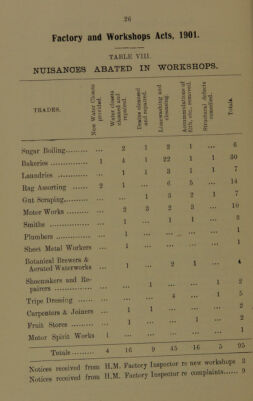 26
Factory and Workshops Acts, 1901.
TABLE VIII.
NUISANCES ABATED IN WORKSHOPS.
TRADES. New Water Closets provided. Water closets cleansed and repaired. Drains cleansed and repaired. Limewashing and cleansing. Accumulations of filth, etc., removed. Structural defects remedied. Totals.
Sugar Boiling......... ... 2 1 2 1 ... 6
Bakeries ............... 1 4 1 22 1 1 30
Laundries ............ ... 1 1 3 1 1 7
Rag Assorting ...... 2 1 ... 6 5 ... 14
Gut Scraping......... ... ... 1 3 2 1 7
Motor Works ......... ... 2 3 2 3 ... 10
Smiths ............... ... 1 ... 1 1 ... 3
Plumbers ............ ... 1 ... ... ... ... 1
Sheet Metal Workers ... 1 ... ... ... ... 1
Botanical Brewers &
Aerated Waterworks ... 1 ... 2 1 ... 4
Shoemakers and Re-
pairers ............ ... ... 1 ... ... 1 2
Tripe Dressing ...... ... ... ... 4 ... 1 5
Carpenters & Joiners ... 1 1 ... ... ... 2
Fruit Stores ......... ... 1 ... ... 1 ... 2
Motor Spirit Works 1 ... ... ... ... ... 1
Totals ......... 4 16 9 45 16 5 95
Notices received from H.M. Factory Inspector re new workshops 3
Notices received from H.M. Factory Inspector re complaints...... 9